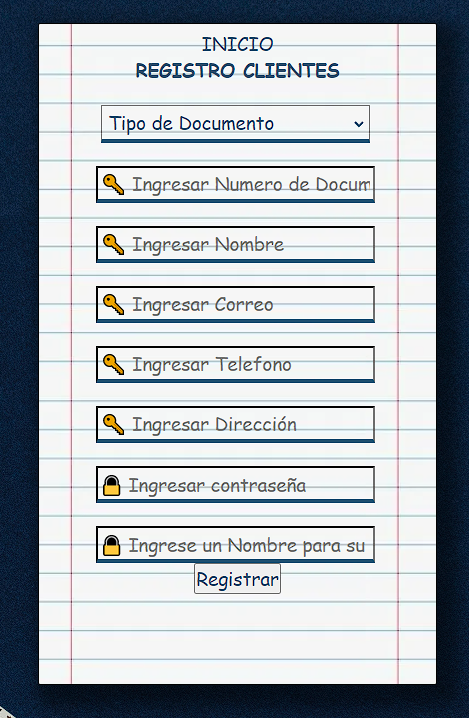 INICIO
REGISTRO CLIENTES
Tipo de Documento
Ingresar Numero de Docum
Ingresar Nombre
Ingresar Correo
Ingresar Telefono
Ingresar Dirección
Ingresar contraseña
Ingrese un Nombre para su
Registrar